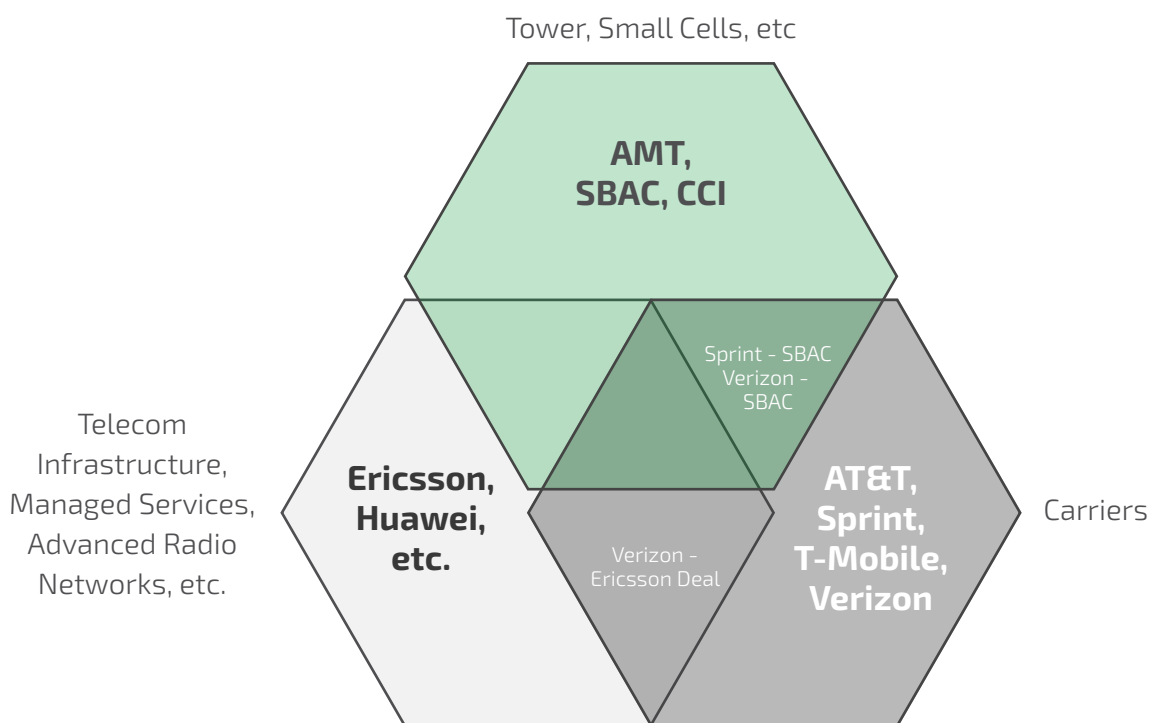 Tower, Small Cells, etc
AMT,
SBAC, CCI
Sprint - SBAC
Verizon -
SBAC
Telecom
Infrastructure,
Managed Services,
Advanced Radio
Networks, etc.
Ericsson,
Huawei,
etc.
Verizon -
Ericsson Deal
AT&T,
Sprint,
T-Mobile,
Verizon
Carriers